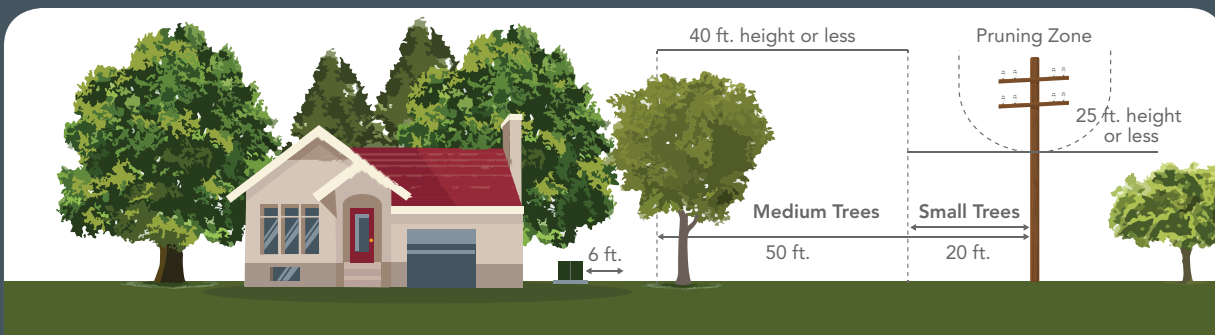 40 ft. height or less
Pruning Zone
25 ft. height
or less
Medium Trees
Small Trees
6 ft.
50 ft.
20 ft.